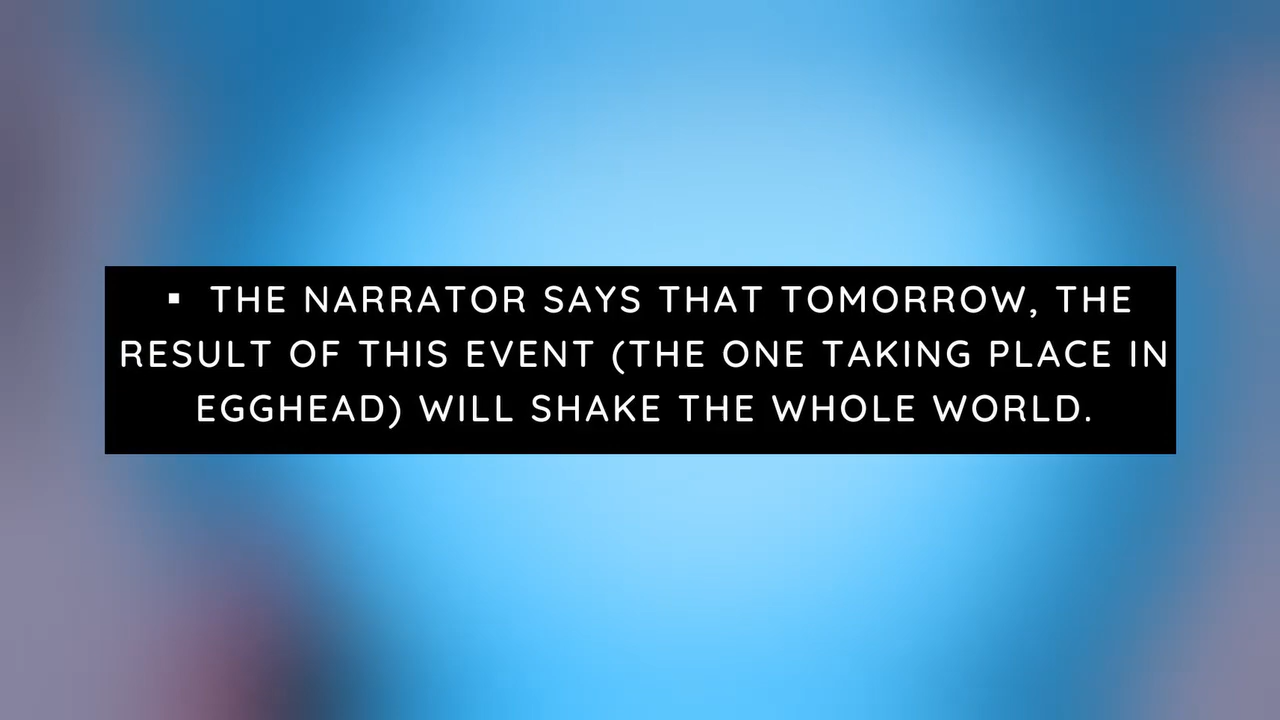 ▪ THE NARRATOR SAYS THAT TOMORROW, THE
RESULT OF THIS EVENT (THE ONE TAKING PLACE IN
EGGHEAD) WILL SHAKE THE WHOLE WORLD.